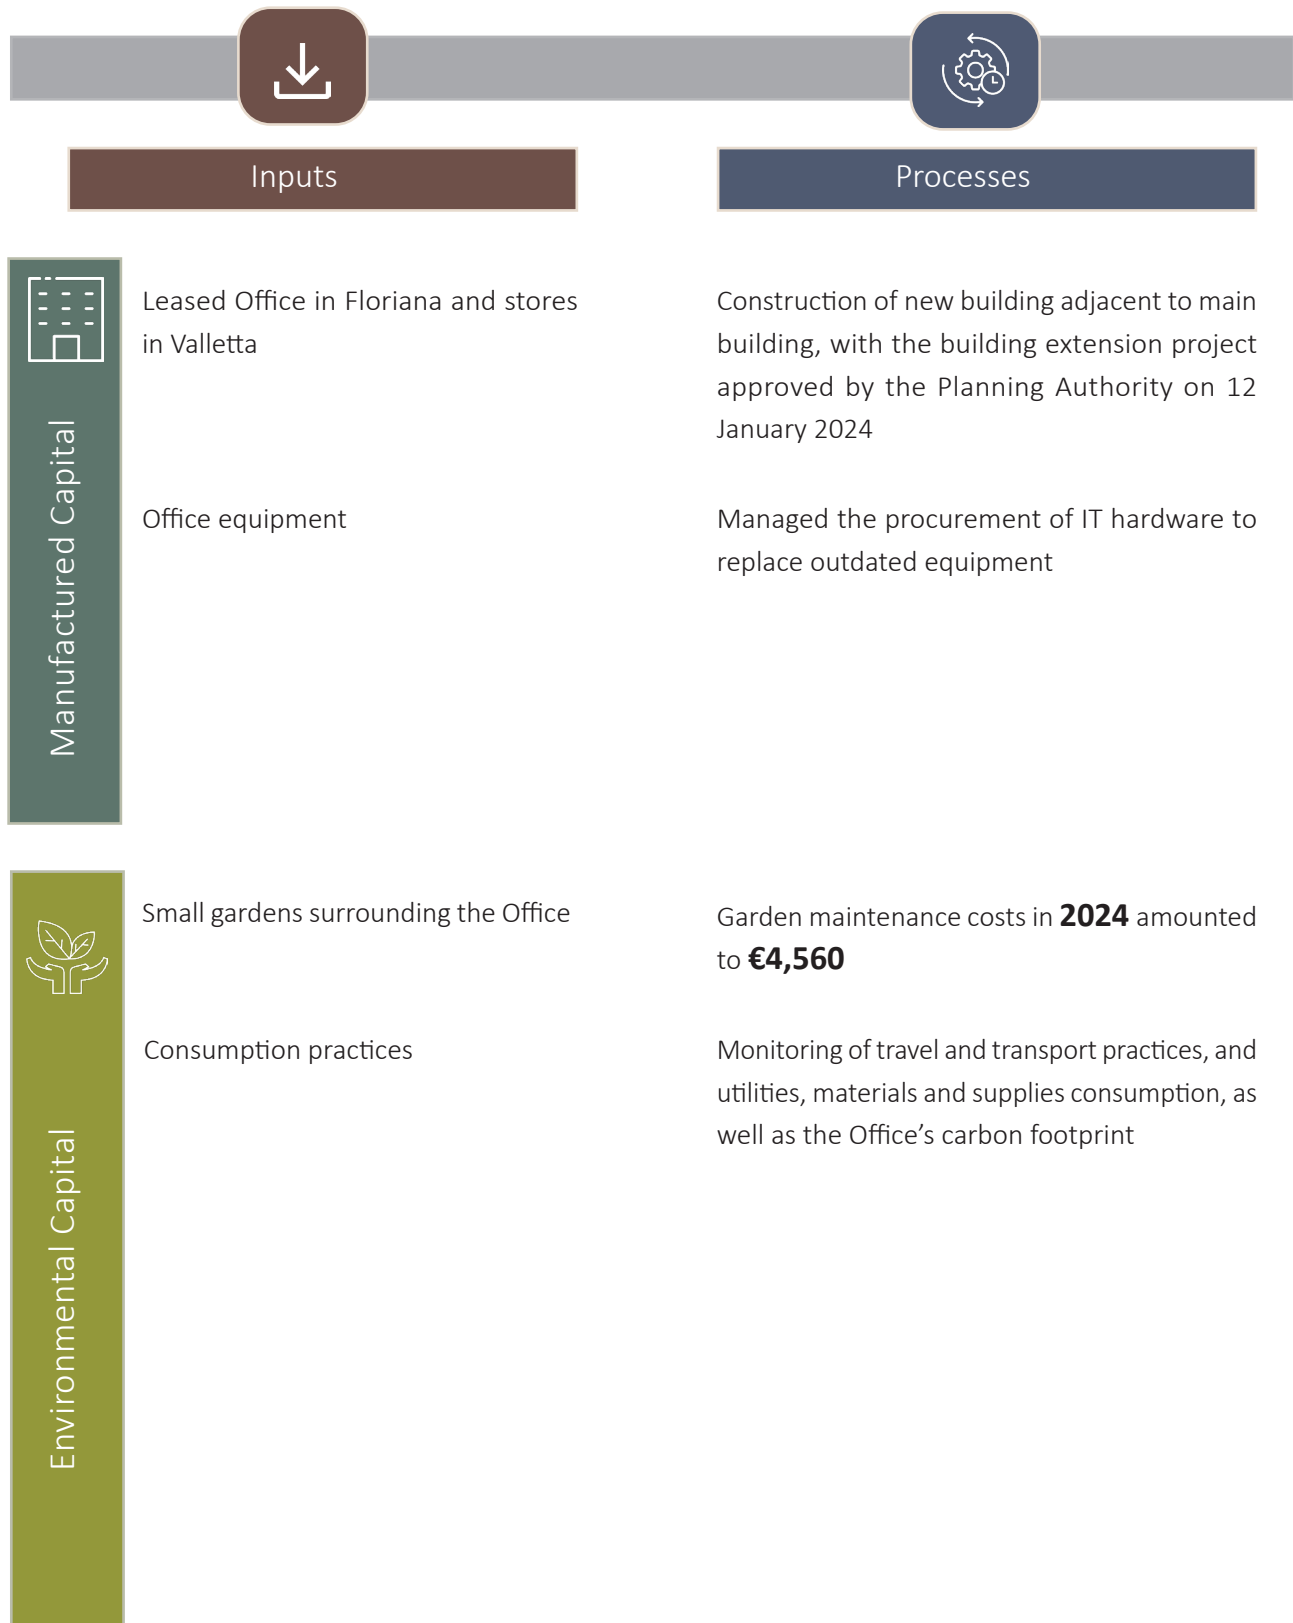 Inputs
Processes
Manufactured Capital
Leased Office in Floriana and stores
in Valletta
Construction of new building adjacent to main
building, with the building extension project
approved by the Planning Authority on 12
January 2024
Office equipment
Managed the procurement of IT hardware to
replace outdated equipment
Environmental Capital
Small gardens surrounding the Office
Garden maintenance costs in 2024 amounted
to €4,560
Consumption practices
Monitoring of travel and transport practices, and
utilities, materials and supplies consumption, as
well as the Office’s carbon footprint